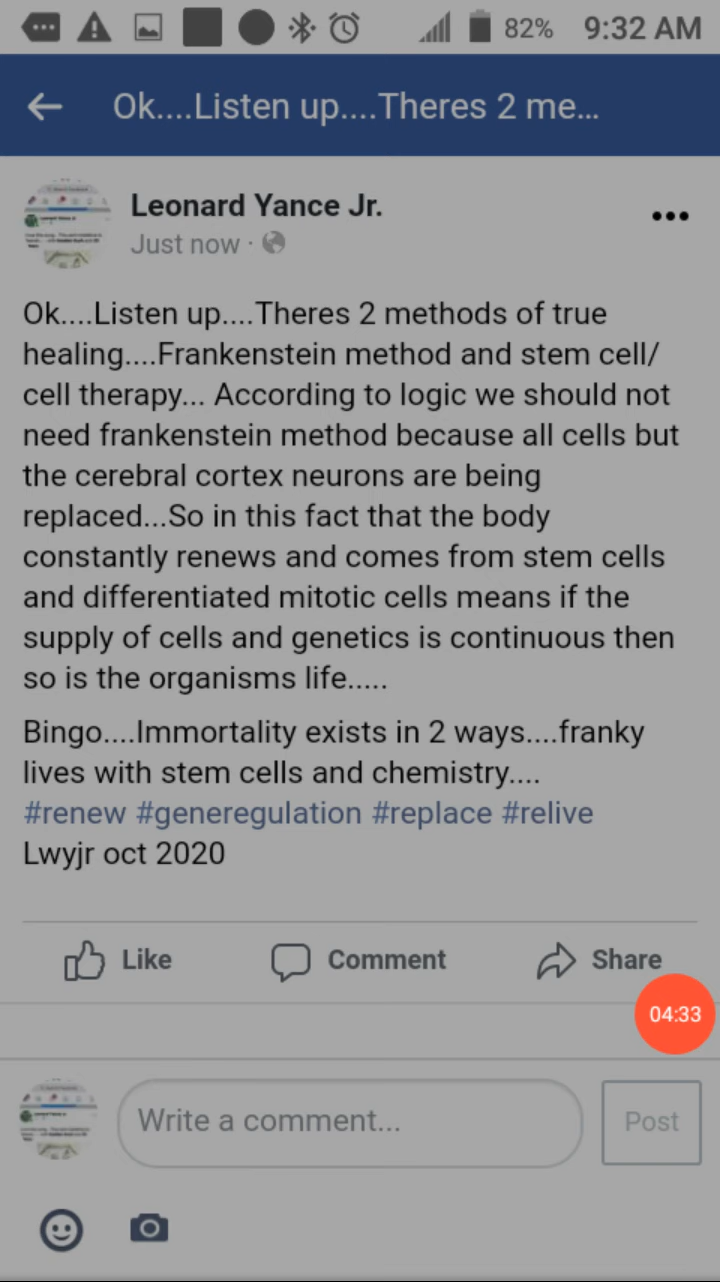 82% 9:32 AM
Ok....Listen up....Theres 2 me...
Leonard Yance Jr.
Just now ·
Ok....Listen up....Theres 2 methods of true
healing....Frankenstein method and stem cell/
cell therapy... According to logic we should not
need frankenstein method because all cells but
the cerebral cortex neurons are being
replaced...So in this fact that the body
constantly renews and comes from stem cells
and differentiated mitotic cells means if the
supply of cells and genetics is continuous then
so is the organisms life.....
Bingo....Immortality exists in 2 ways....franky
lives with stem cells and chemistry....
#renew #generegulation #replace #relive
Lwyjr oct 2020
Like Comment Share
04:33
Write a comment... Post